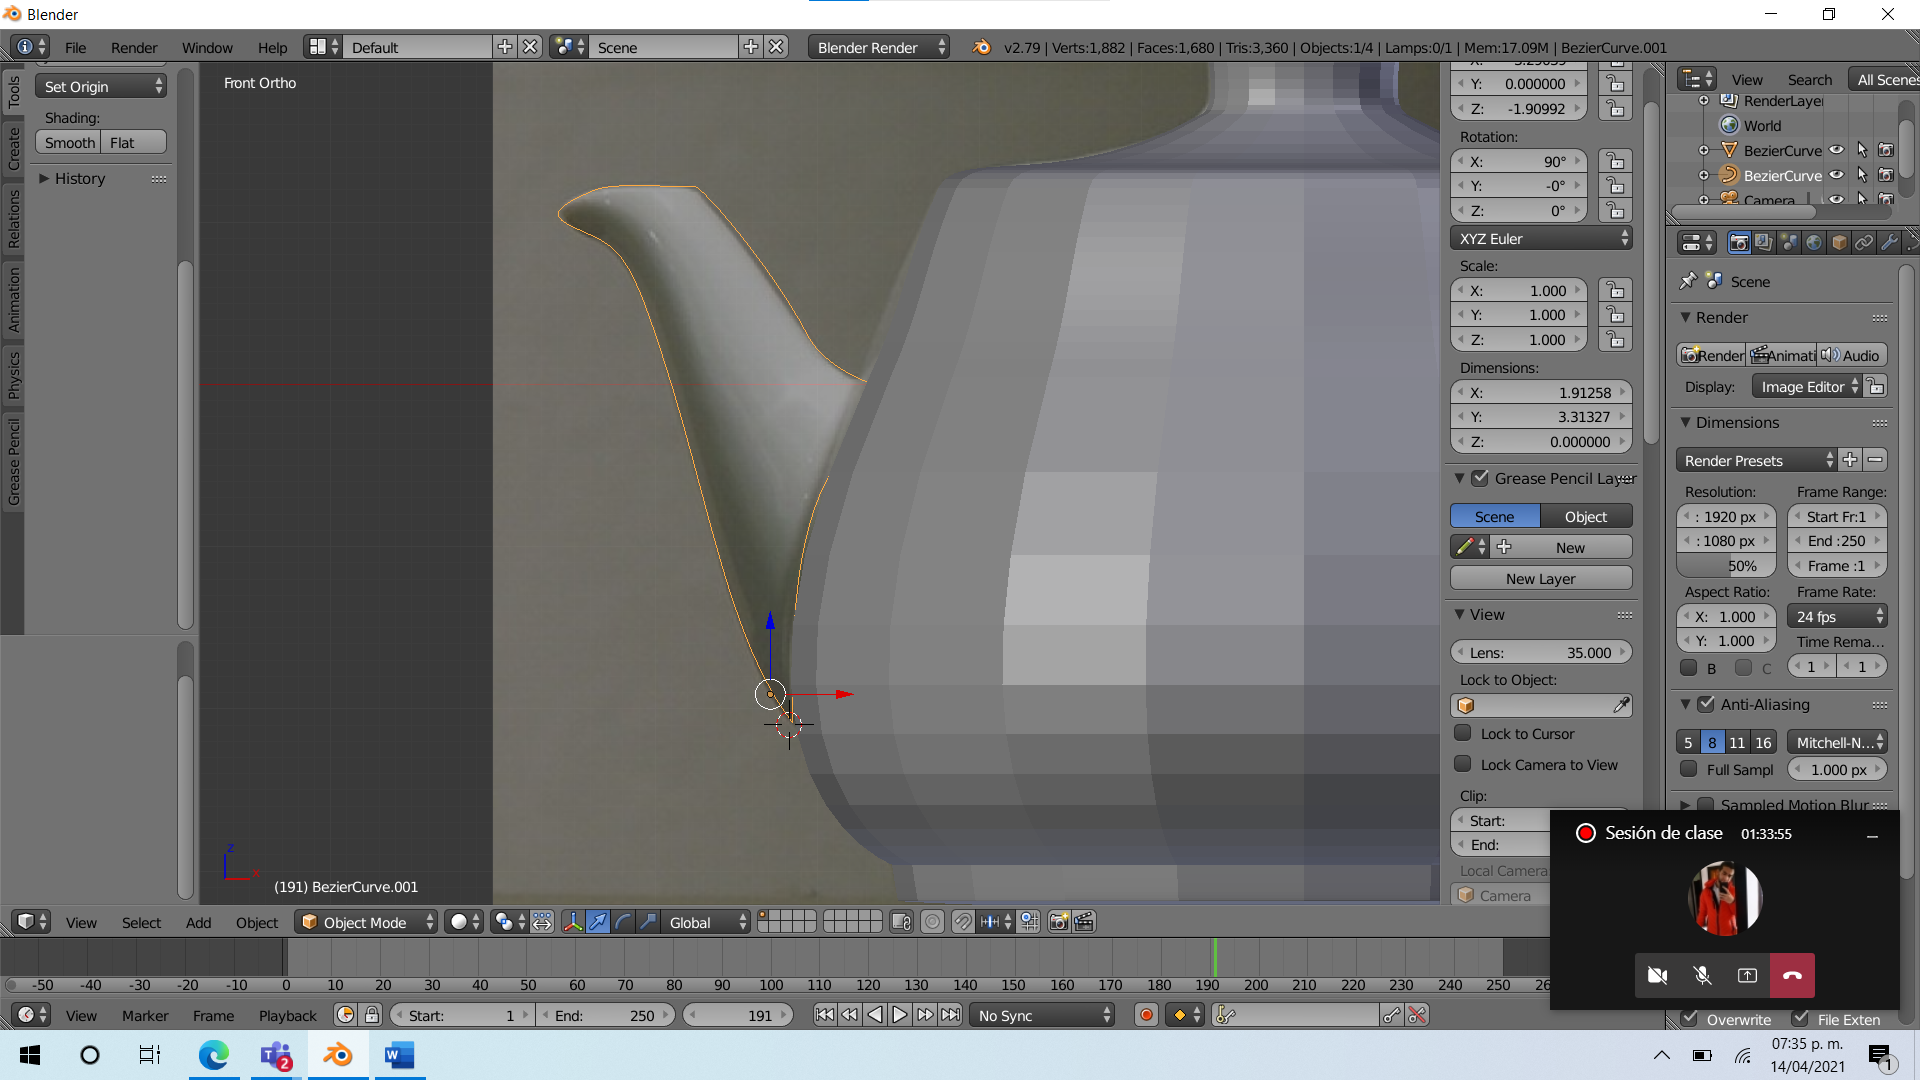 Blender
File Render Window Help Default Scene Blender Render v2.79 | Verts:1,882 | Faces:1,680 | Tris:3,360 | Objects:1/4 | Lamps:0/1 | Mem:17.09M | BezierCurve.001
Tools
Create
Relations
Animation
Physics
Grease Pencil
Set Origin
Shading:
Smooth Flat
History
Front Ortho
z
x
(191) BezierCurve.001
Y: 0.000000
Z: -1.90992
Rotation:
X: 90°
Y: -0°
Z: 0°
XYZ Euler
Scale:
X: 1.000
Y: 1.000
Z: 1.000
Dimensions:
X: 1.91258
Y: 3.31327
Z: 0.000000
Grease Pencil Layer
Scene Object
New
New Layer
View
Lens: 35.000
Lock to Object:
Lock to Cursor
Lock Camera to View
Clip:
Start:
End:
Local Camera:
Camera
View Search All Scenes
RenderLayer
World
BezierCurve
BezierCurve
Camera
Scene
Render
Render Animati Audio
Display: Image Editor
Dimensions
Render Presets
Resolution: Frame Range:
: 1920 px Start Fr:1
: 1080 px End :250
50% Frame :1
Aspect Ratio: Frame Rate:
X: 1.000 24 fps
Y: 1.000 Time Rema...
B C 1 1
Anti-Aliasing
5 8 11 16 Mitchell-N...
Full Sampl 1.000 px
Sampled Motion Blur
Sesión de clase 01:33:55
Overwrite File Exten
View Select Add Object Object Mode Global
-50 -40 -30 -20 -10 0 10 20 30 40 50 60 70 80 90 100 110 120 130 140 150 160 170 180 190 200 210 220 230 240 250
View Marker Frame Playback Start: 1 End: 250 191 No Sync
2
07:35 p. m.
14/04/2021
1